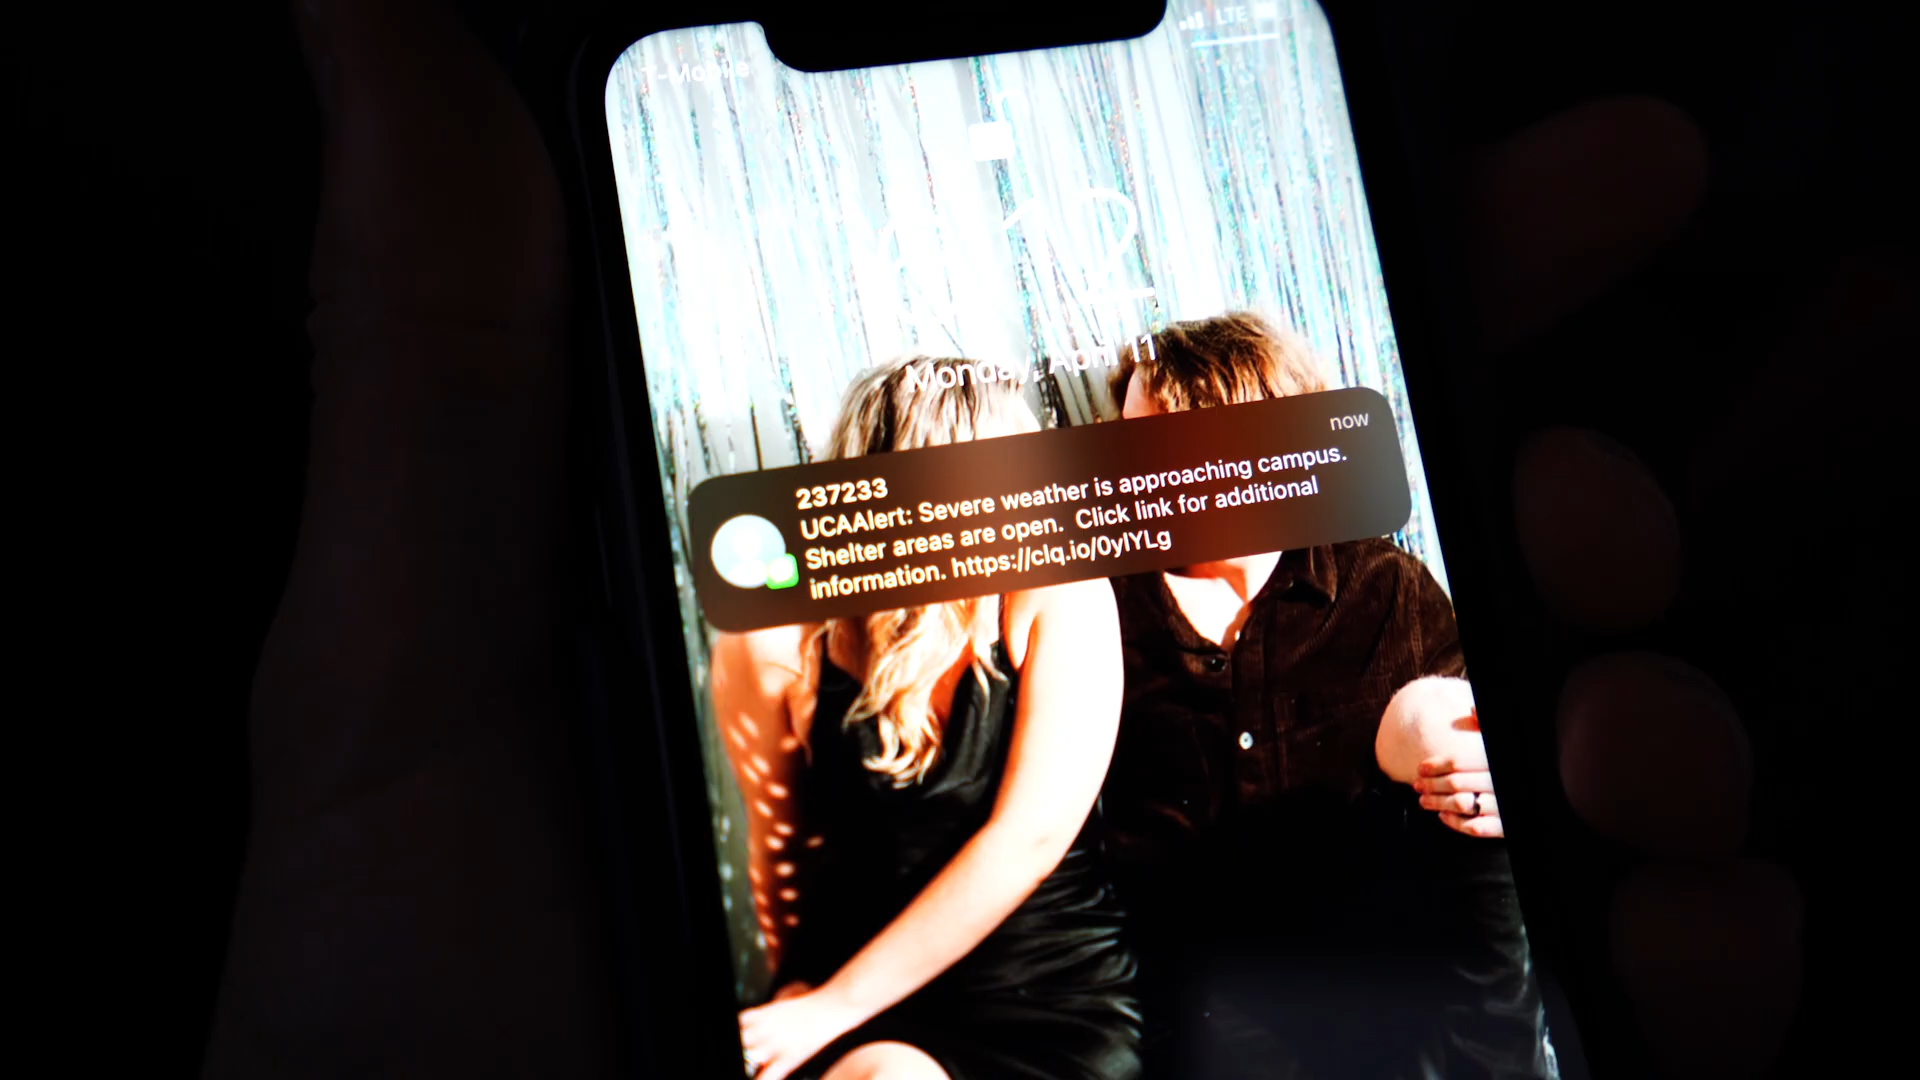 T-Mobile LTE
Monday, April 11
now
237233
UCAAlert: Severe weather is approaching campus.
Shelter areas are open. Click link for additional
information. https://clq.io/0ylYLg